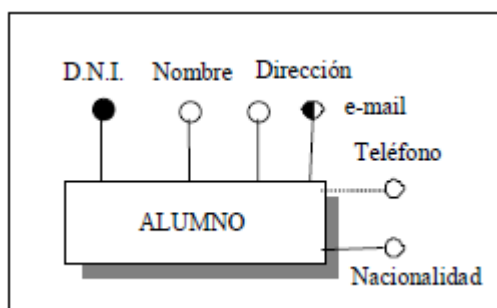 D.N.I. Nombre Dirección
e-mail
Teléfono
ALUMNO
Nacionalidad